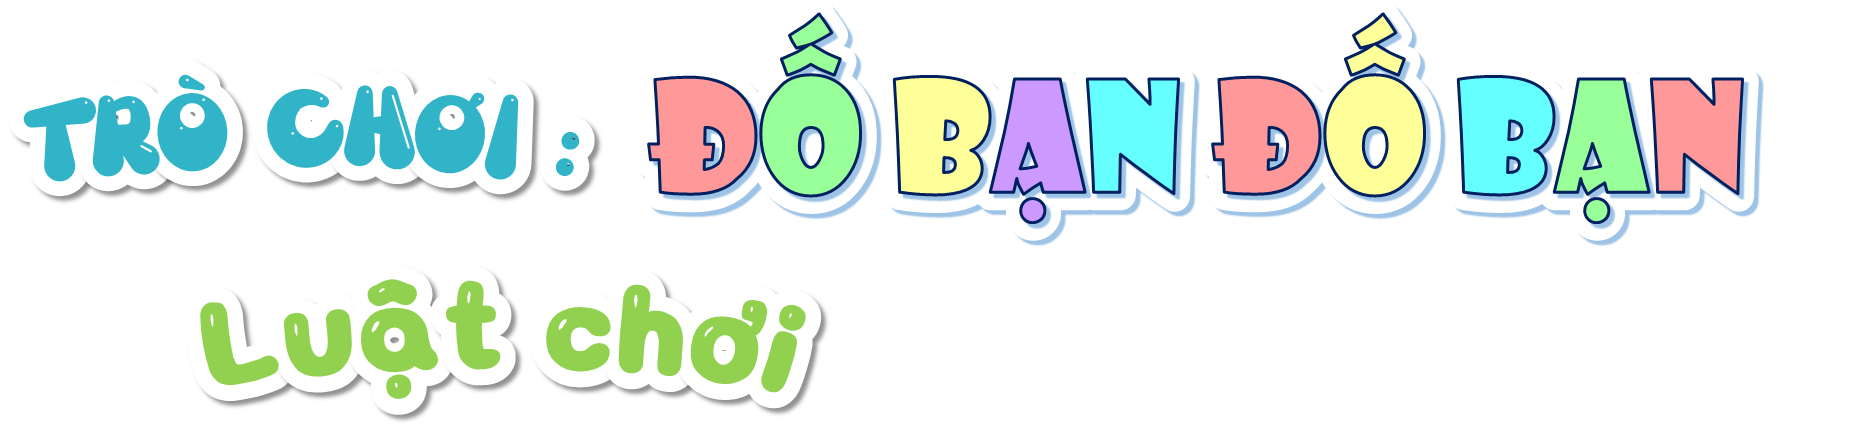 TRÒ CHƠI : ĐỐ BẠN ĐỐ BẠN
Luật chơi